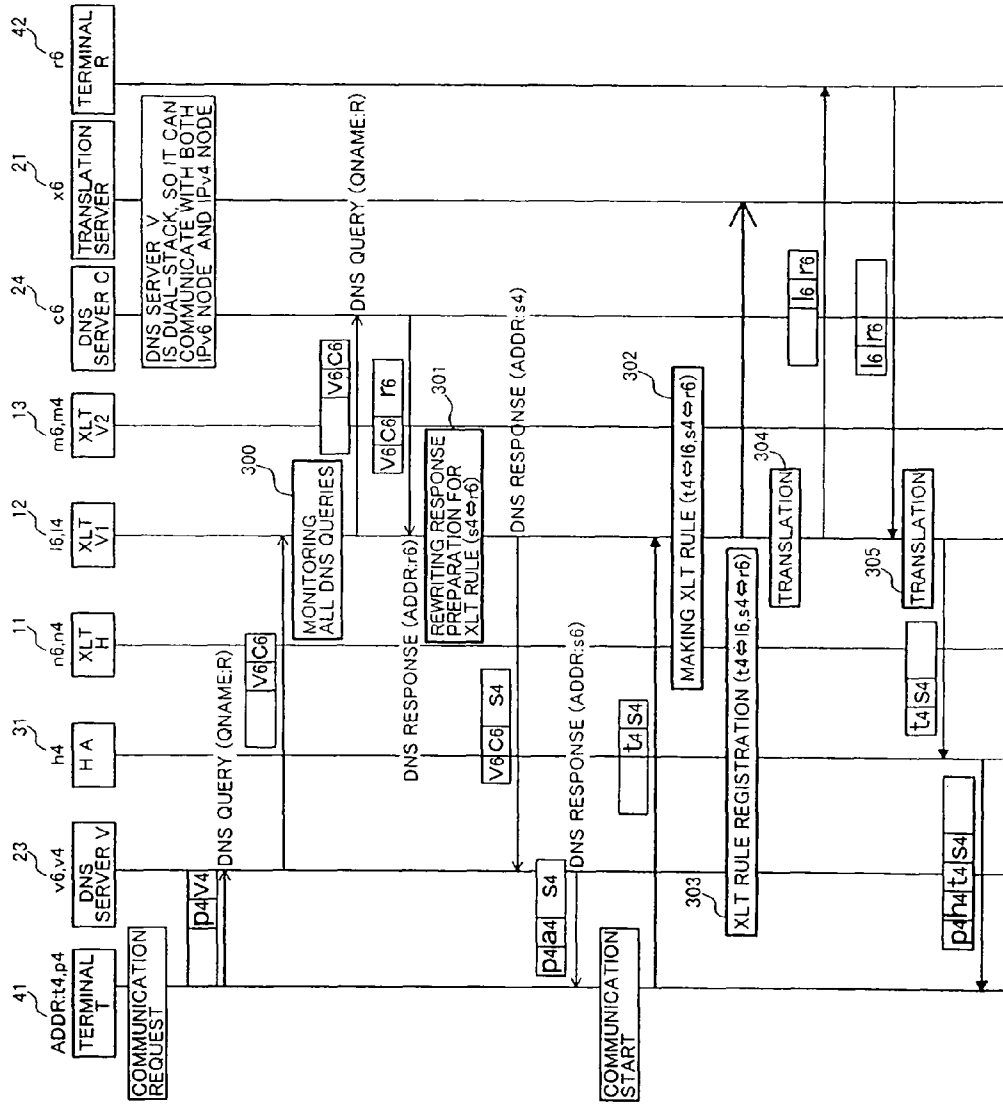 41
ADDR:t4,p4
TERMINAL
T
23
v6,v4
DNS
SERVER V
31
h4
H A
11
n6,n4
XLT
H
12
l6,l4
XLT
V1
13
m6,m4
XLT
V2
24
c6
DNS
SERVER C
21
x6
TRANSLATION
SERVER
42
r6
TERMINAL
R
COMMUNICATION
REQUEST
DNS SERVER V
IS DUAL-STACK, SO IT CAN
COMMUNICATE WITH BOTH
IPv6 NODE AND IPv4 NODE
p4 v4
DNS QUERY (QNAME:R)
v6 c6
300
MONITORING
ALL DNS QUERIES
v6 c6
DNS QUERY (QNAME:R)
v6 c6 r6
DNS RESPONSE (ADDR:r6)
301
REWRITING RESPONSE
PREPARATION FOR
XLT RULE (s4⇔r6)
v6 c6 s4
DNS RESPONSE (ADDR:s4)
p4 a4 s4
DNS RESPONSE (ADDR:s6)
COMMUNICATION
START
t4 s4
302
MAKING XLT RULE (t4⇔l6,s4⇔r6)
303
XLT RULE REGISTRATION (t4⇔l6,s4⇔r6)
304
TRANSLATION
l6 r6
l6 r6
305
TRANSLATION
t4 s4
p4 h4 t4 s4